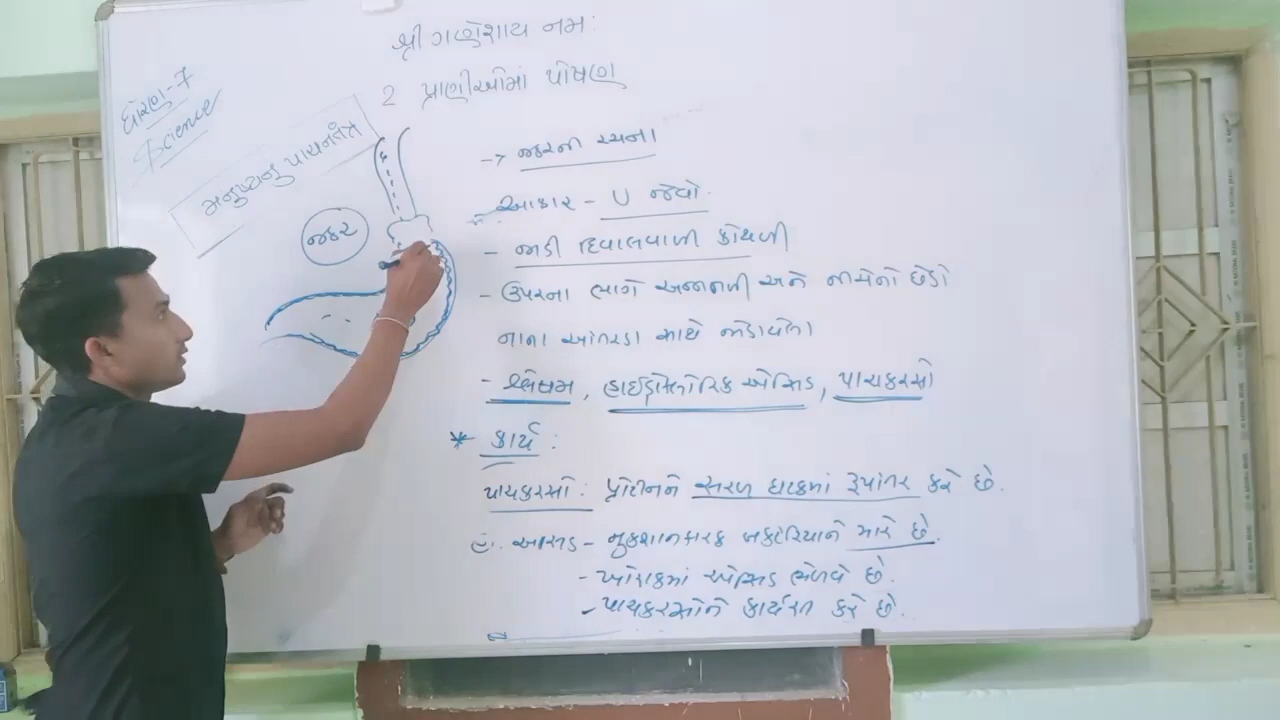 શ્રી ગણેશાય નમ:
2 પ્રાણીઓમાં પોષણ
ધોરણ-7
Science
મનુષ્યનુ પાચનતંત્ર
જઠર
-> જઠરની રચના
આકાર - U જેવો.
- જાડી દિવાલવાળી કોથળી
- ઉપરના ભાગે અન્નનળી અને નીચેનો છેડો
નાના આંતરડા સાથે જોડાયેલા
- શ્લેષ્મ, હાઈડ્રોક્લોરિક એસિડ, પાચકરસો
* કાર્ય :
પાચકરસો : પ્રોટીનને સરળ ઘટકમાં રૂપાંતર કરે છે.
હા. એસિડ - નુકશાનકારક બેક્ટેરિયાને મારે છે.
- ખોરાકમાં એસિડ ભેળવે છે.
- પાચકરસોને કાર્યરત કરે છે.